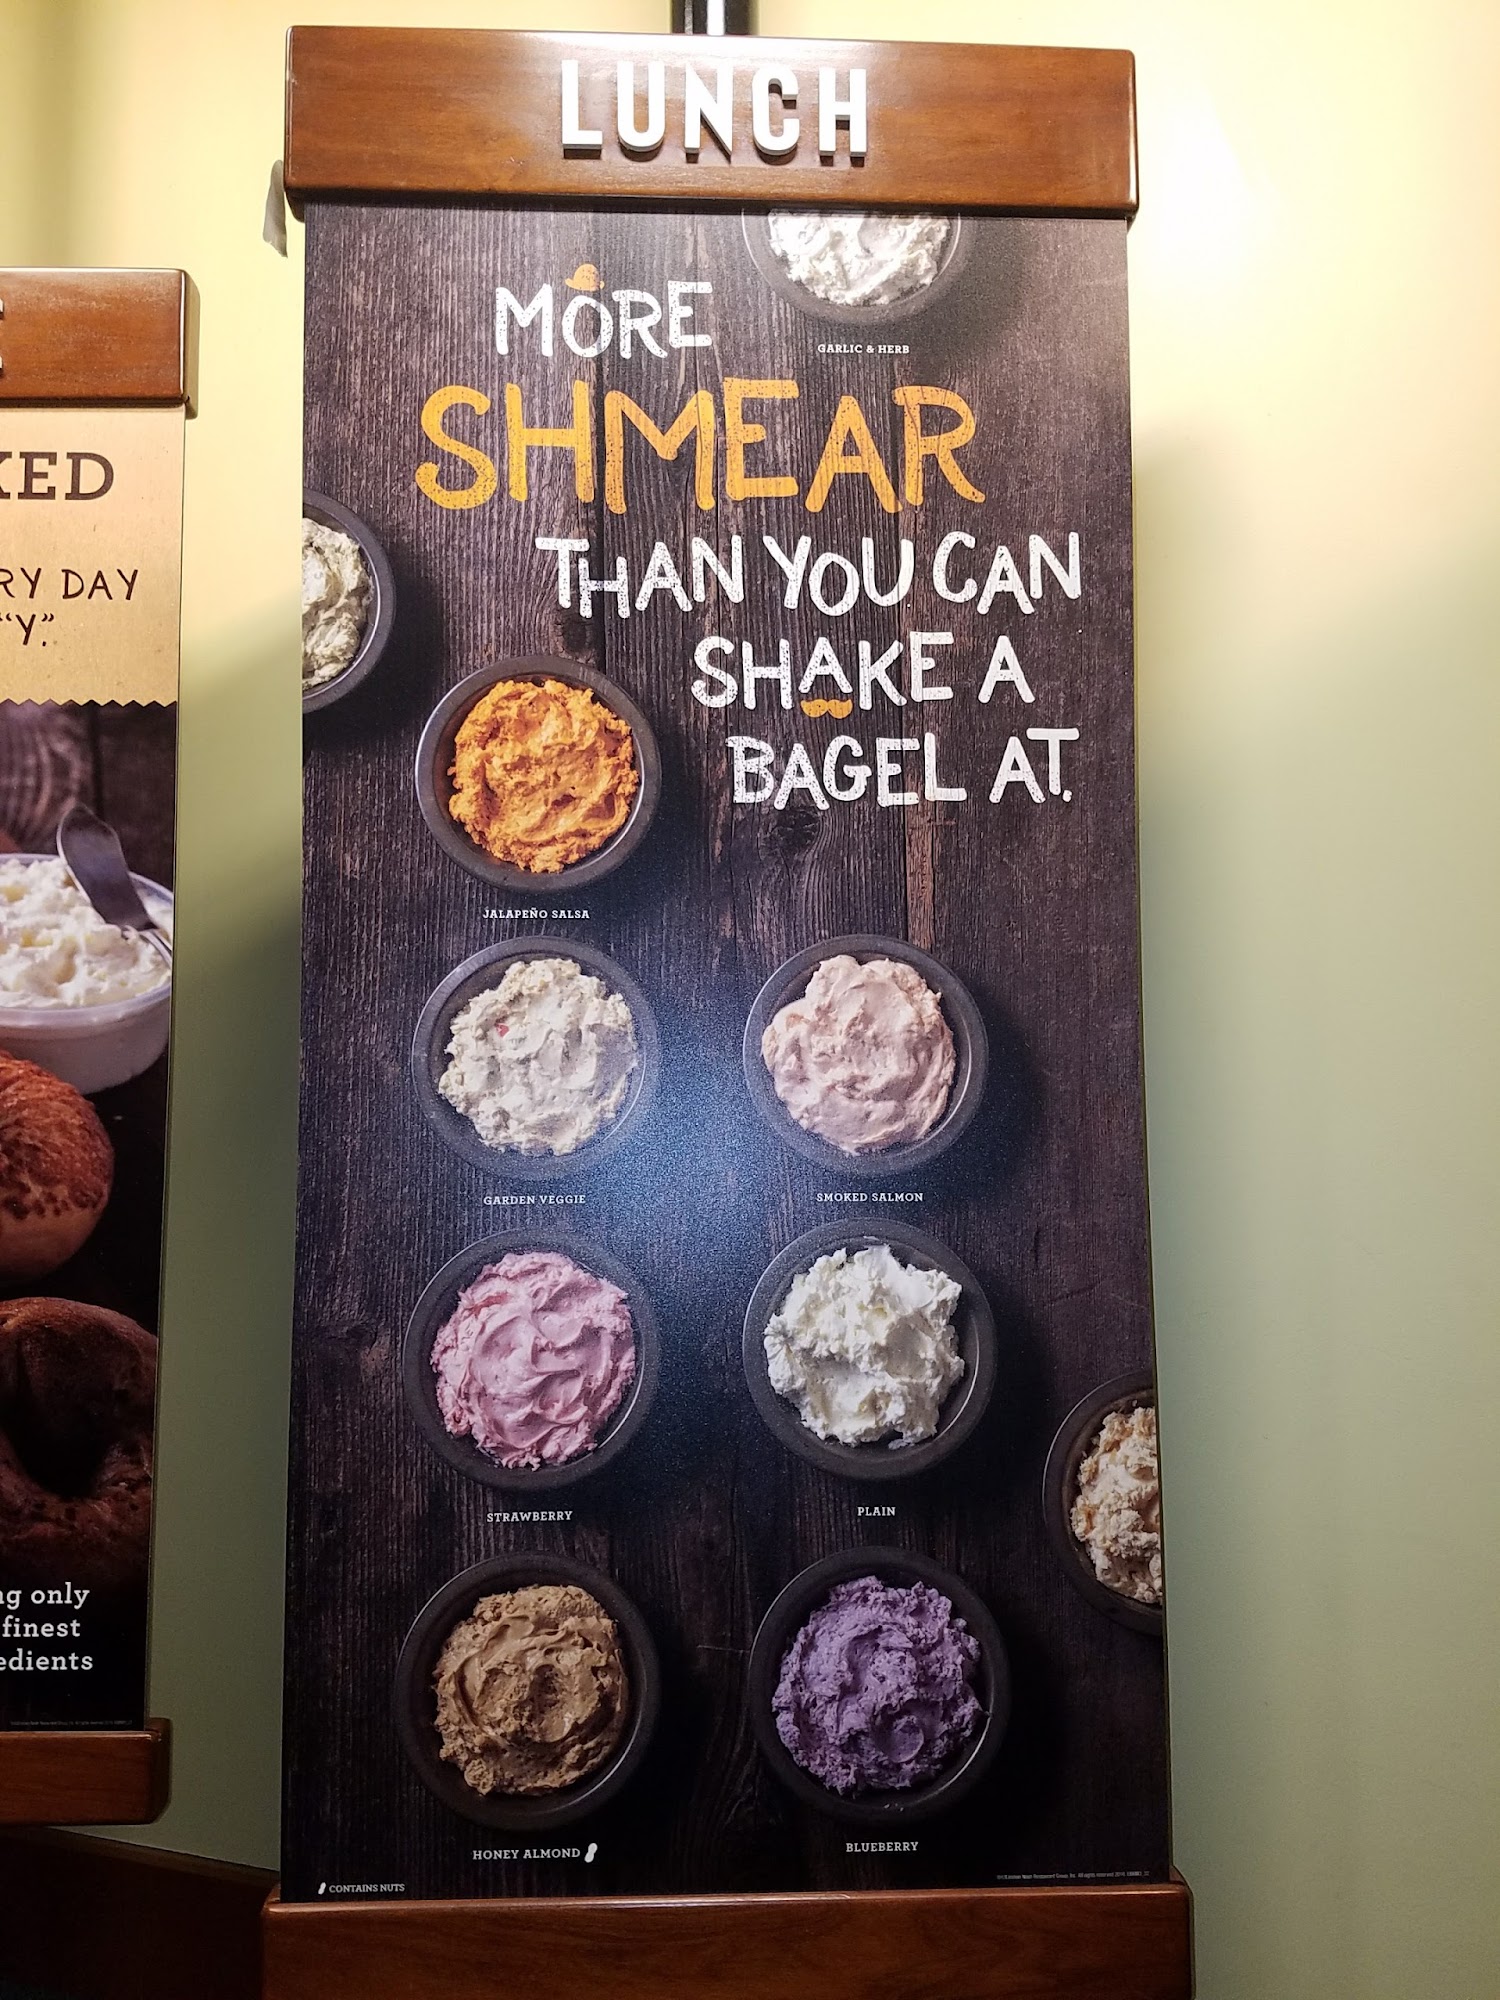 LUNCH
MORE
SHMEAR
THAN YOU CAN
SHAKE A
BAGEL AT.
GARLIC & HERB
JALAPEÑO SALSA
GARDEN VEGGIE
SMOKED SALMON
STRAWBERRY
PLAIN
HONEY ALMOND
BLUEBERRY
CONTAINS NUTS
KED
RY DAY
"Y".
ng only
finest
edients